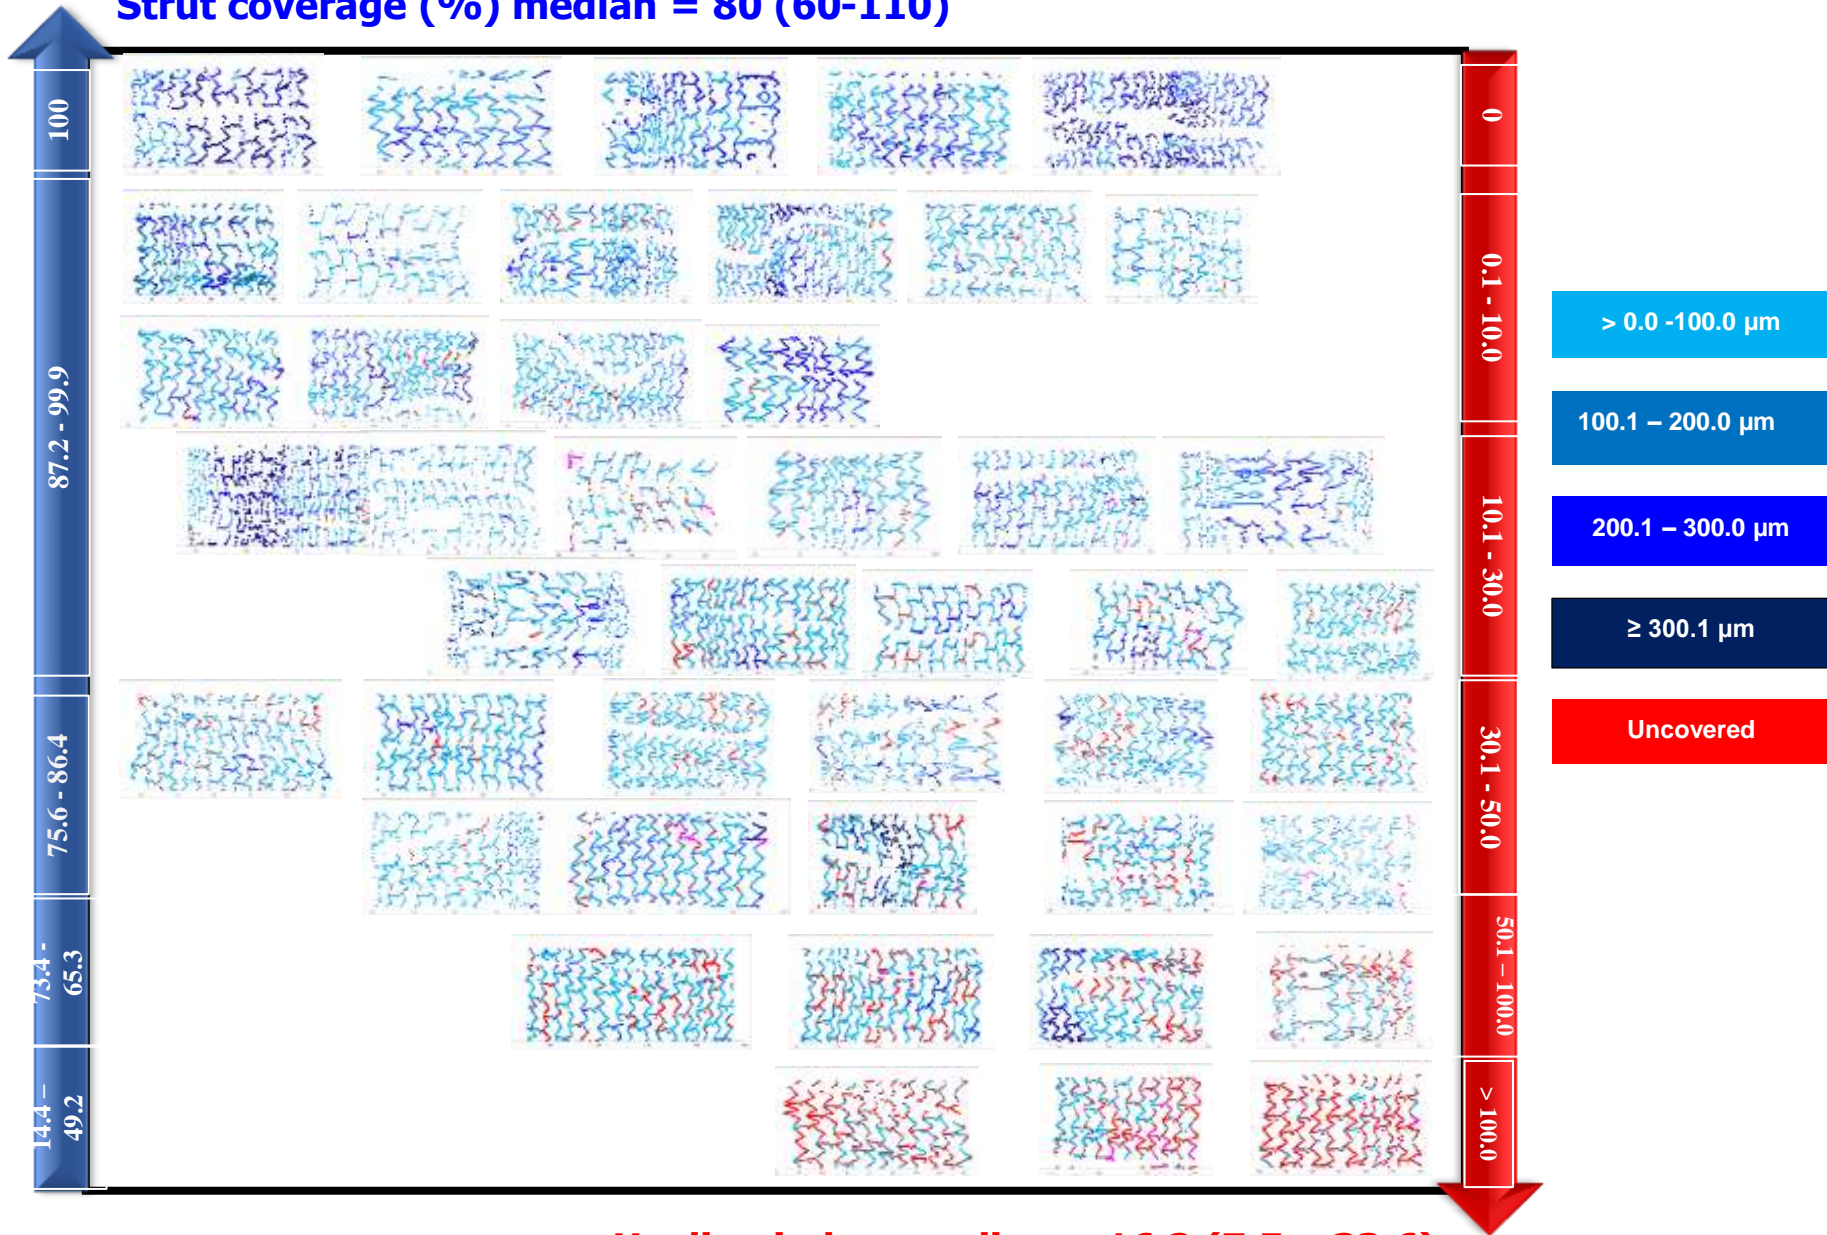 Strut coverage (%) median = 80 (60-110)
100
87.2 - 99.9
75.6 - 86.4
73.4 -
65.3
14.4 –
49.2
0
0.1 - 10.0
10.1 - 30.0
30.1 - 50.0
50.1 – 100.0
> 100.0
> 0.0 -100.0 µm
100.1 – 200.0 µm
200.1 – 300.0 µm
≥ 300.1 µm
Uncovered